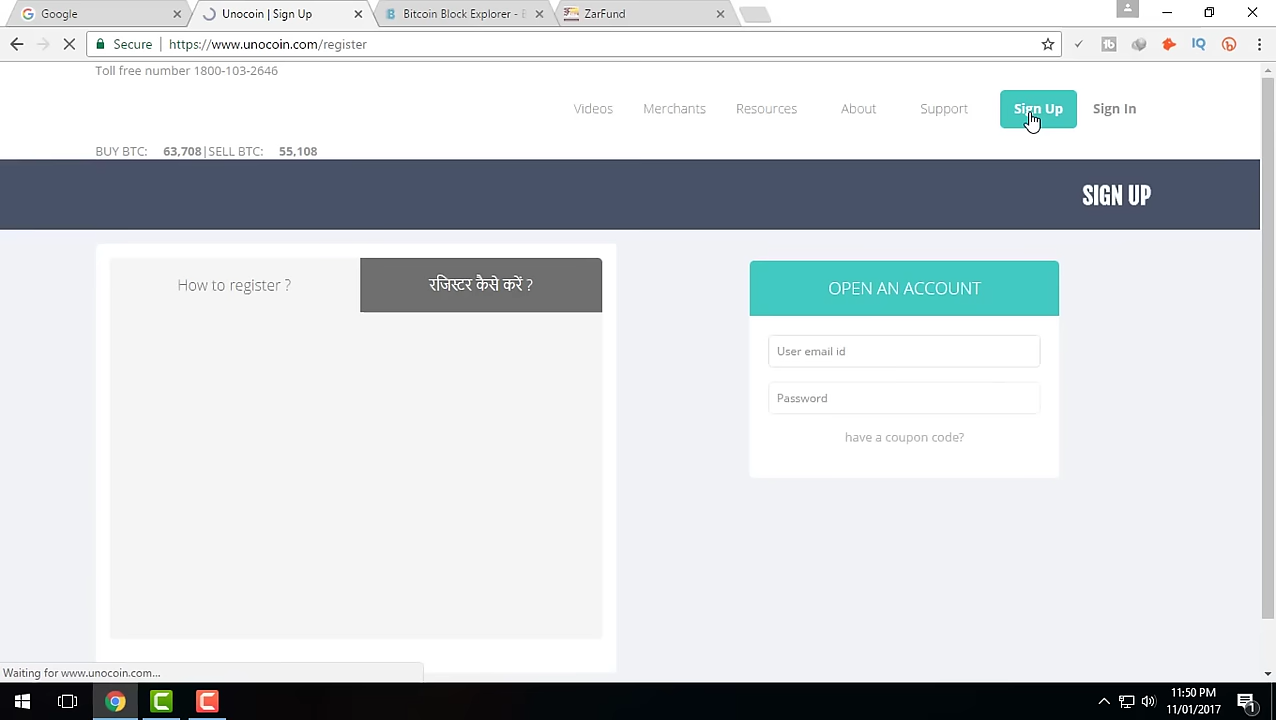 Google
Unocoin | Sign Up
Bitcoin Block Explorer -
ZarFund
Secure
https://www.unocoin.com/register
Toll free number 1800-103-2646
Videos
Merchants
Resources
About
Support
Sign Up
Sign In
BUY BTC: 63,708|SELL BTC: 55,108
SIGN UP
How to register ?
रजिस्टर कैसे करें ?
OPEN AN ACCOUNT
User email id
Password
have a coupon code?
Waiting for www.unocoin.com...
11:50 PM
11/01/2017
1